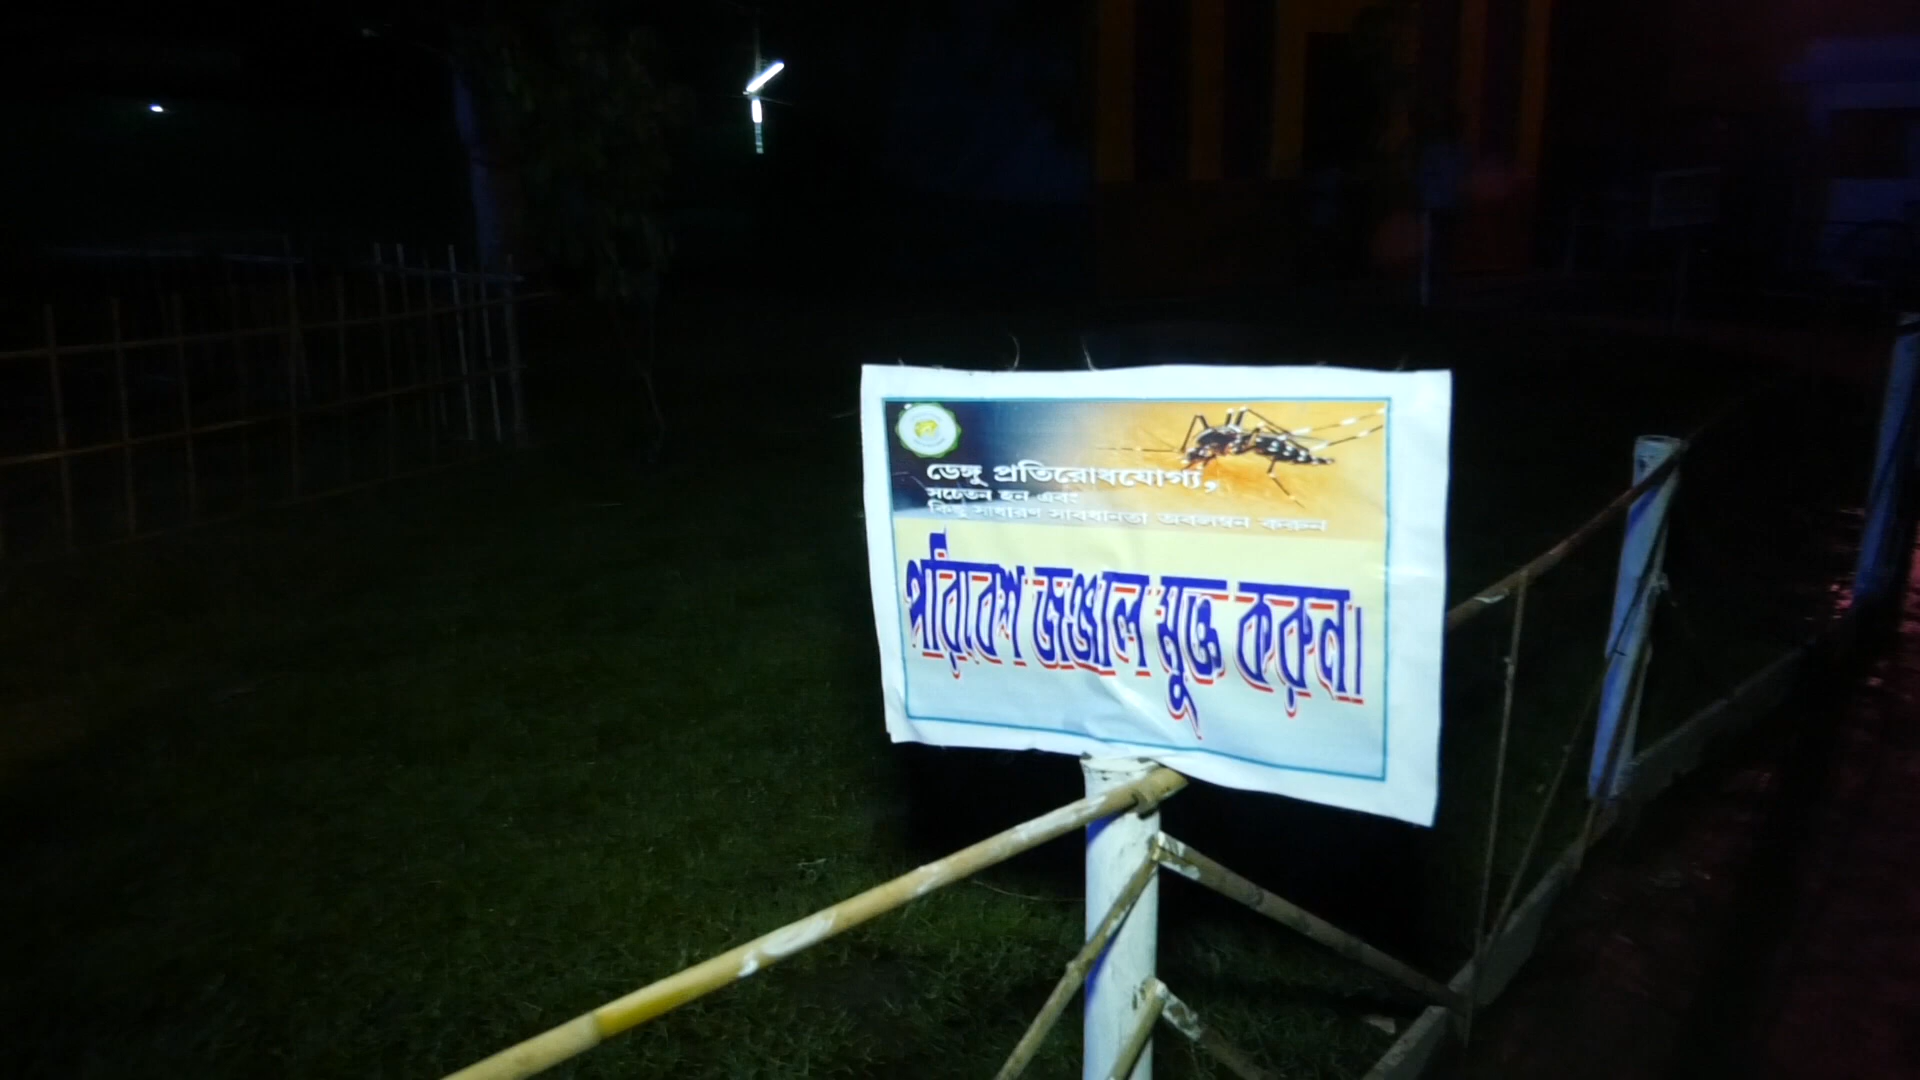 ডেঙ্গু প্রতিরোধযোগ্য,
সচেতন হন এবং
কিছু সাধারণ সাবধানতা অবলম্বন করুন
পরিবেশ জঞ্জাল মুক্ত করুন।